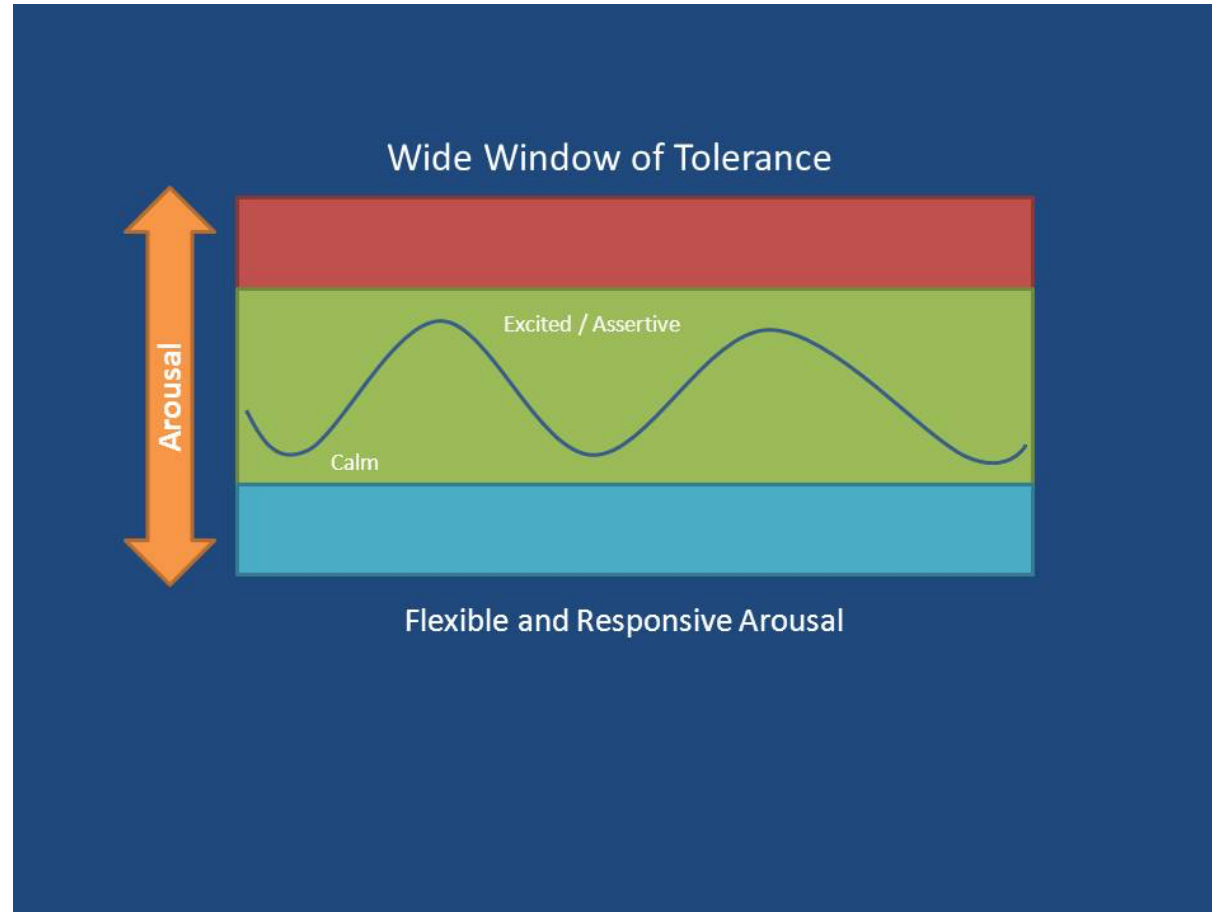 Wide Window of Tolerance
Arousal
Excited / Assertive
Calm
Flexible and Responsive Arousal